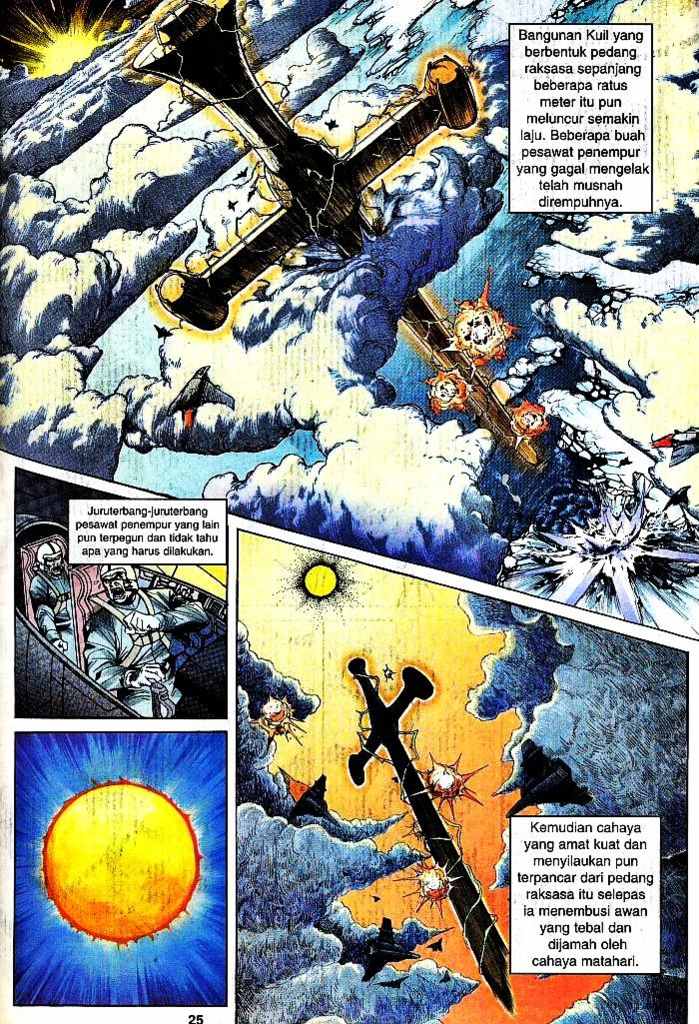 Bangunan Kuil yang
berbentuk pedang
raksasa sepanjang
beberapa ratus
meter itu pun
meluncur semakin
laju. Beberapa buah
pesawat penempur
yang gagal mengelak
telah musnah
dirempuhnya.
Juruterbang-juruterbang
pesawat penempur yang lain
pun terpegun dan tidak tahu
apa yang harus dilakukan.
Kemudian cahaya
yang amat kuat dan
menyilaukan pun
terpancar dari pedang
raksasa itu selepas
ia menembusi awan
yang tebal dan
dijamah oleh
cahaya matahari.
25